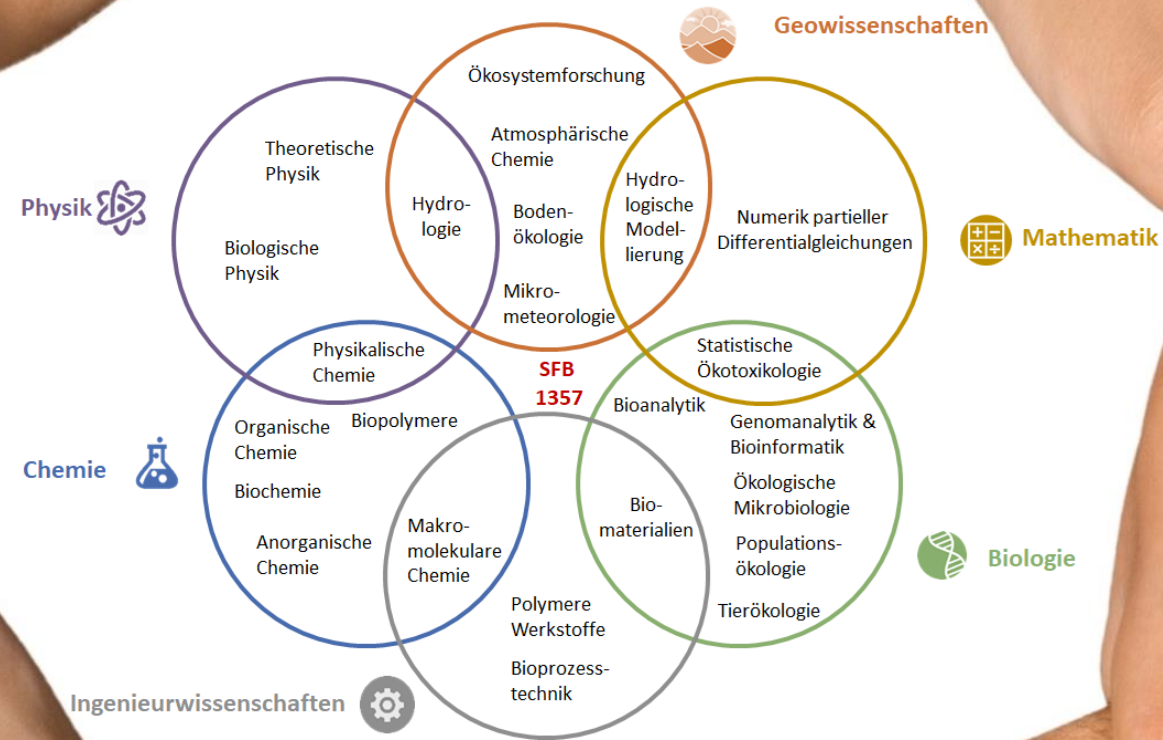 Geowissenschaften
Ökosystemforschung
Atmosphärische
Chemie
Theoretische
Physik
Physik
Hydro-
logie
Boden-
ökologie
Hydro-
logische
Model-
lierung
Numerik partieller
Differentialgleichungen
Mathematik
Biologische
Physik
Mikro-
meteorologie
Physikalische
Chemie
SFB
1357
Statistische
Ökotoxikologie
Bioanalytik
Biopolymere
Organische
Chemie
Genomanalytik &
Bioinformatik
Chemie
Biochemie
Ökologische
Mikrobiologie
Bio-
materialien
Makro-
molekulare
Chemie
Anorganische
Chemie
Populations-
ökologie
Biologie
Tierökologie
Polymere
Werkstoffe
Bioprozess-
technik
Ingenieurwissenschaften